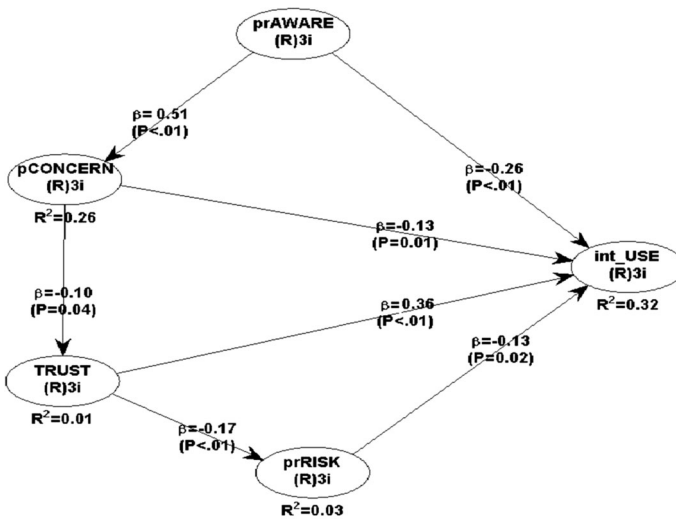 prAWARE
(R)3i
β= 0.51
(P<.01)
pCONCERN
(R)3i
R²=0.26
β=-0.26
(P<.01)
β=-0.13
(P=0.01)
int_USE
(R)3i
R²=0.32
β=-0.10
(P=0.04)
β=0.36
(P<.01)
β=-0.13
(P=0.02)
TRUST
(R)3i
R²=0.01
β=-0.17
(P<.01)
prRISK
(R)3i
R²=0.03